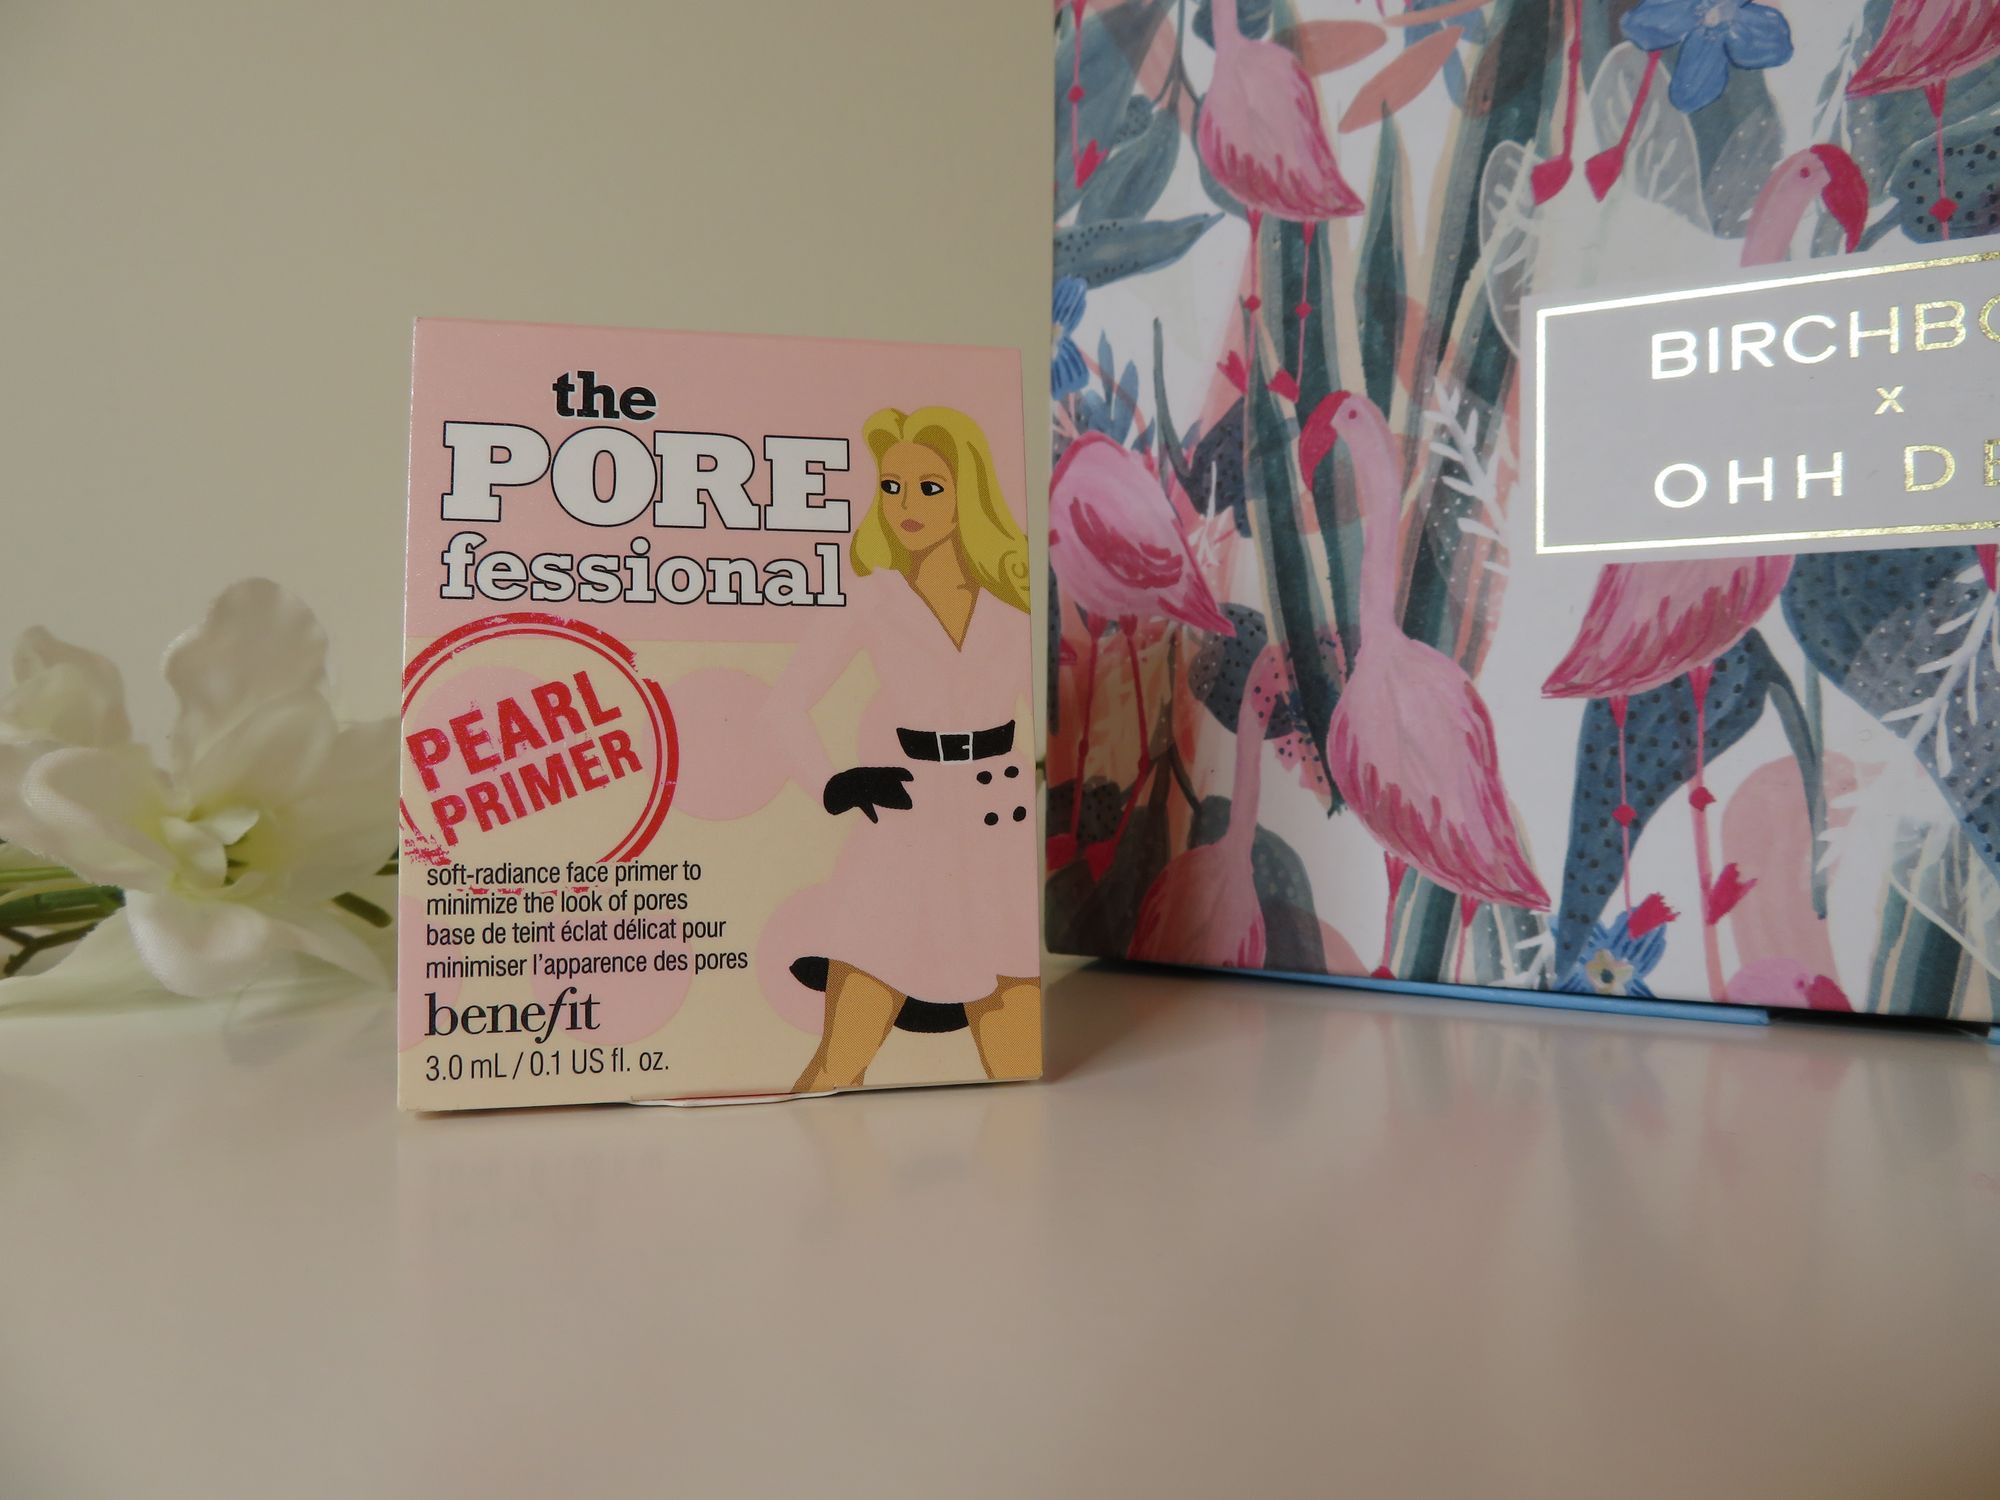 the
PORE
fessional
PEARL
PRIMER
soft-radiance face primer to
minimize the look of pores
base de teint éclat délicat pour
minimiser l'apparence des pores
benefit
3.0 mL / 0.1 US fl. oz.
BIRCHBO
x
OHH DE